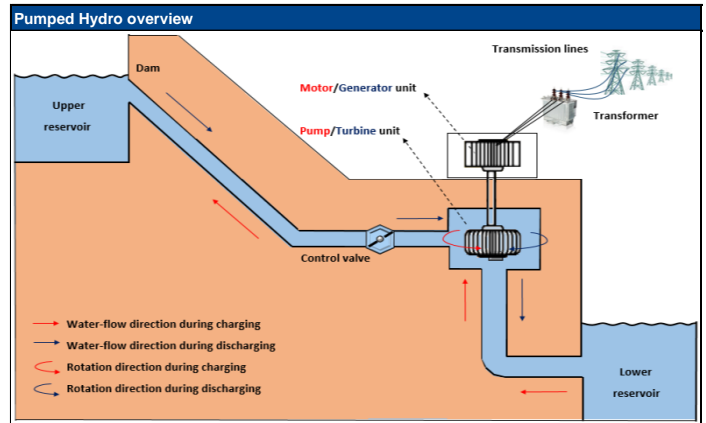 Pumped Hydro overview
Transmission lines
Dam
Motor/Generator unit
Upper
reservoir
Transformer
Pump/Turbine unit
Control valve
Water-flow direction during charging
Water-flow direction during discharging
Rotation direction during charging
Rotation direction during discharging
Lower
reservoir